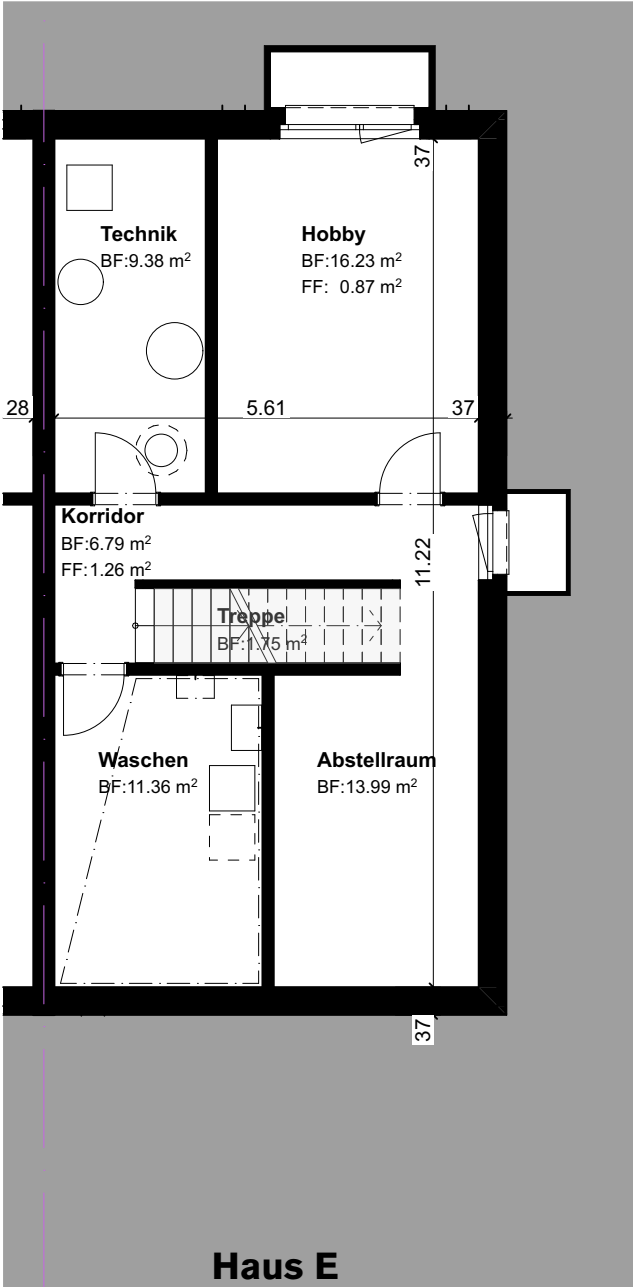 37
Technik
BF:9.38 m²
Hobby
BF:16.23 m²
FF: 0.87 m²
28
5.61
37
Korridor
BF:6.79 m²
FF:1.26 m²
11.22
Treppe
BF:1.75 m²
Waschen
BF:11.36 m²
Abstellraum
BF:13.99 m²
37
Haus E